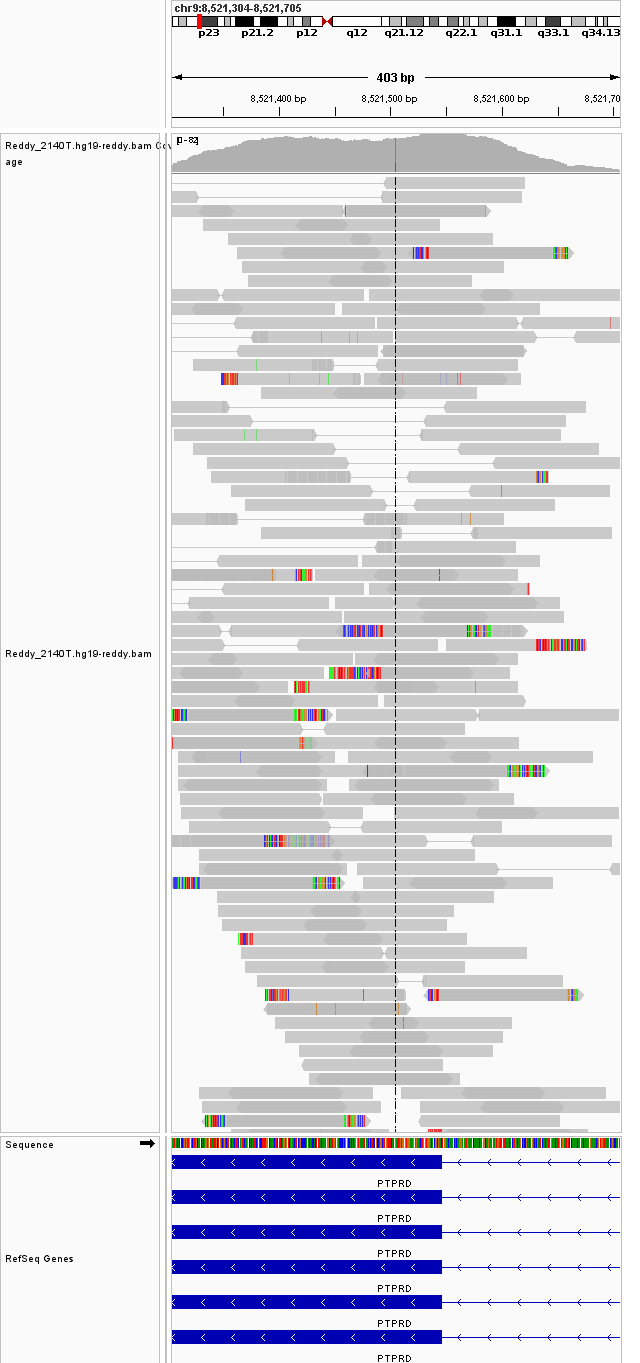 chr9:8,521,304-8,521,705
p23 p21.2 p12 q12 q21.12 q22.1 q31.1 q33.1 q34.13
403 bp
8,521,400 bp 8,521,500 bp 8,521,600 bp 8,521,70
[0-82]
Reddy_2140T.hg19-reddy.bam Cov
age
Reddy_2140T.hg19-reddy.bam
Sequence
PTPRD
PTPRD
PTPRD
RefSeq Genes
PTPRD
PTPRD
PTPRD